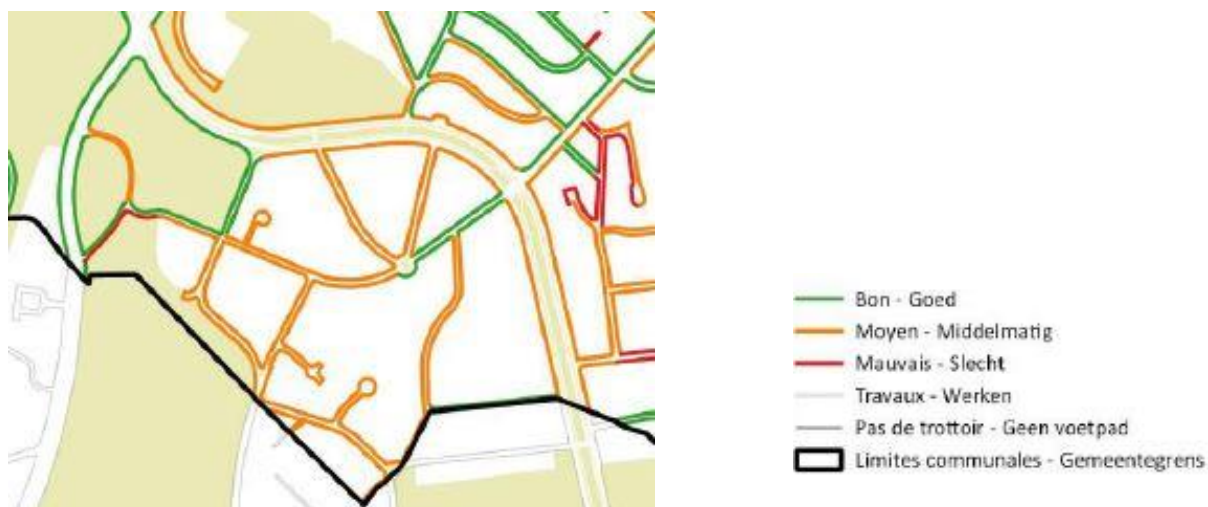 Bon - Goed
Moyen - Middelmatig
Mauvais - Slecht
Travaux - Werken
Pas de trottoir - Geen voetpad
Limites communales - Gemeentegrens